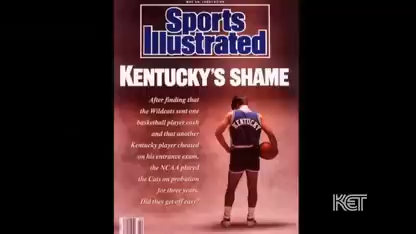 Sports
Illustrated
KENTUCKY'S SHAME
After finding that
the Wildcats sent one
basketball player cash
and that another
Kentucky player cheated
on his entrance exam,
the NCAA placed
the Cats on probation
for three years.
Did they get off easy?
KENTUCKY
KET